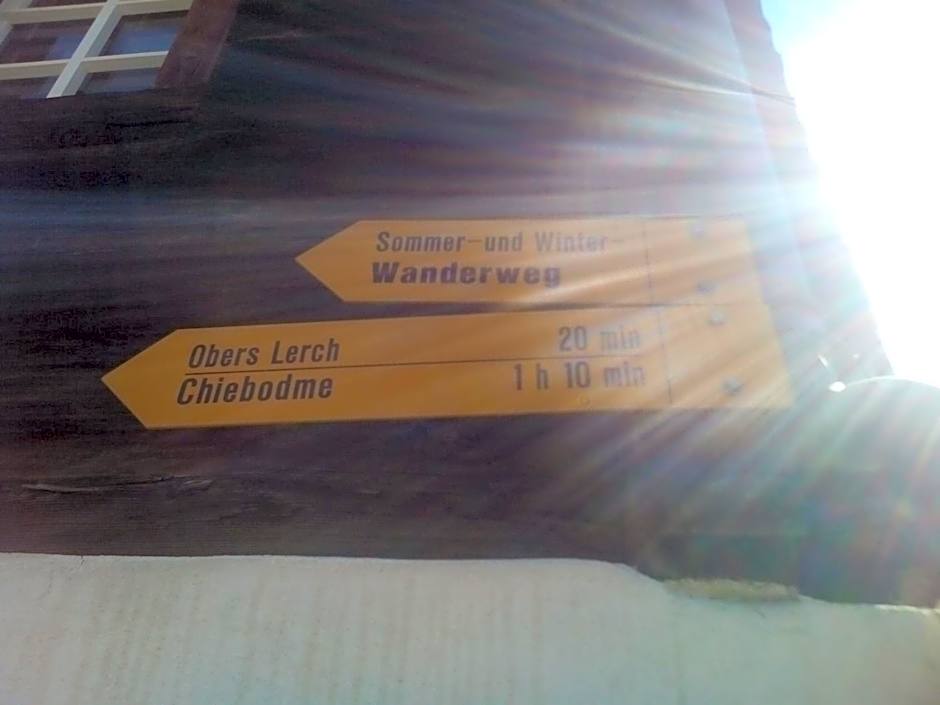 Sommer-und Winter-
Wanderweg
Obers Lerch 20 min
Chiebodme 1 h 10 min